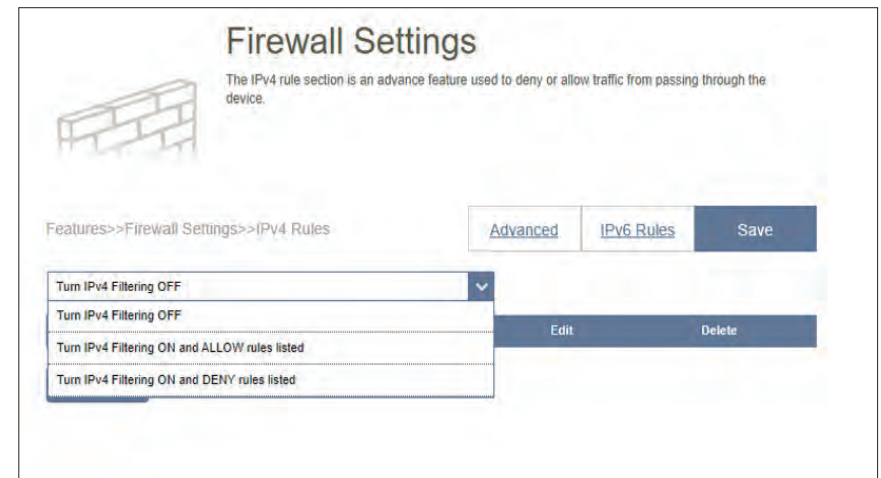 Firewall Settings
The IPv4 rule section is an advance feature used to deny or allow traffic from passing through the
device.
Features>>Firewall Settings>>IPv4 Rules
Advanced
IPv6 Rules
Save
Turn IPv4 Filtering OFF
Turn IPv4 Filtering OFF
Edit
Delete
Turn IPv4 Filtering ON and ALLOW rules listed
Turn IPv4 Filtering ON and DENY rules listed